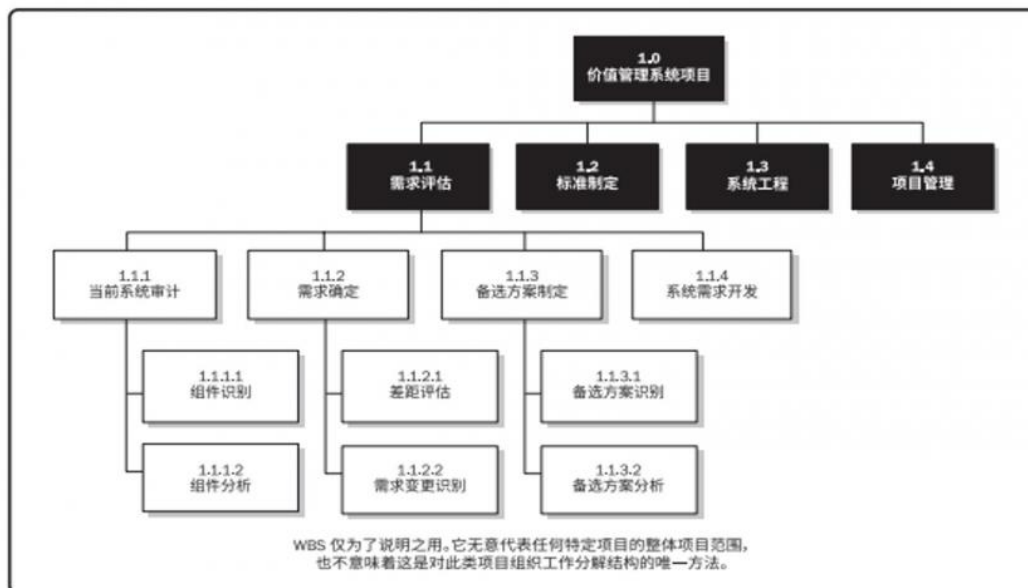 1.0
价值管理系统项目
1.1
需求评估
1.2
标准制定
1.3
系统工程
1.4
项目管理
1.1.1
当前系统审计
1.1.2
需求确定
1.1.3
备选方案制定
1.1.4
系统需求开发
1.1.1.1
组件识别
1.1.2.1
差距评估
1.1.3.1
备选方案识别
1.1.1.2
组件分析
1.1.2.2
需求变更识别
1.1.3.2
备选方案分析
WBS 仅为了说明之用。它无意代表任何特定项目的整体项目范围，
也不意味着这是对此类项目组织工作分解结构的唯一方法。